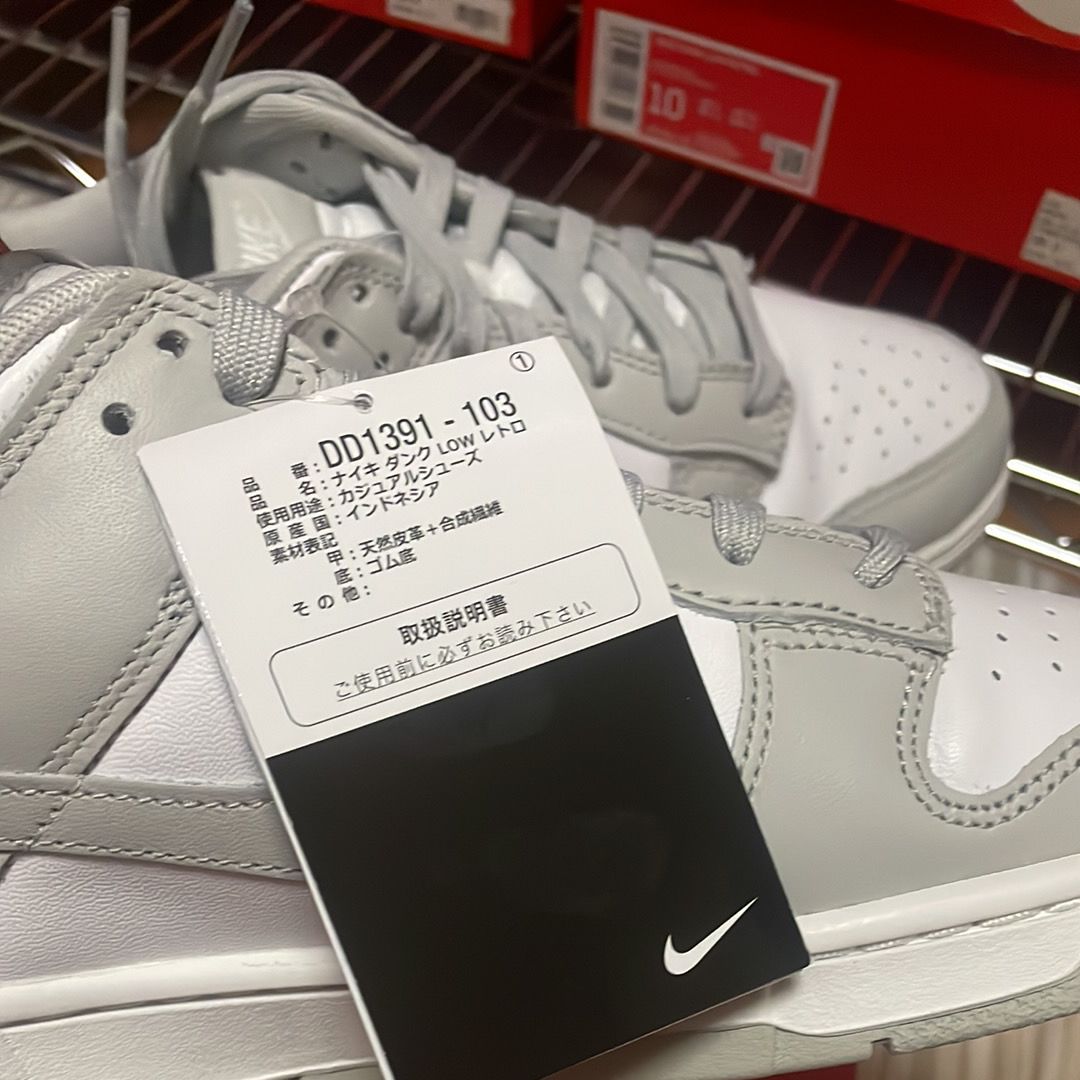 ①
DD1391 - 103
品番：
品名：ナイキ ダンク LOW レトロ
使用用途：カジュアルシューズ
原産国：インドネシア
素材表記
甲：天然皮革＋合成繊維
底：ゴム底
その他：
取扱説明書
ご使用前に必ずお読み下さい
NIKE
10